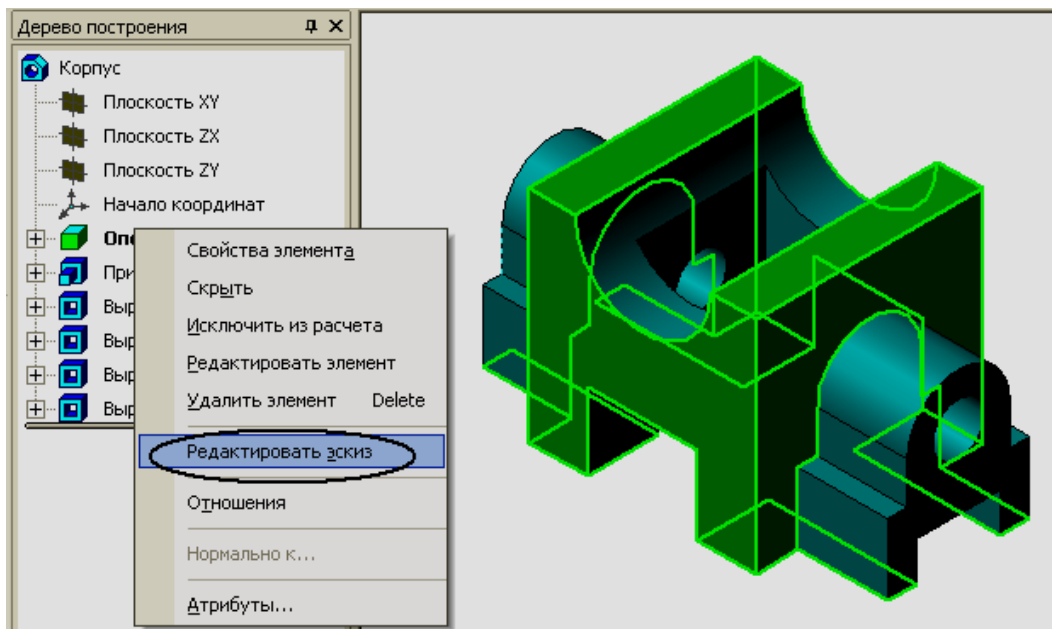 Дерево построения
Корпус
Плоскость XY
Плоскость ZX
Плоскость ZY
Начало координат
Свойства элемента
Скрыть
Исключить из расчета
Редактировать элемент
Удалить элемент Delete
Редактировать эскиз
Отношения
Нормально к...
Атрибуты...